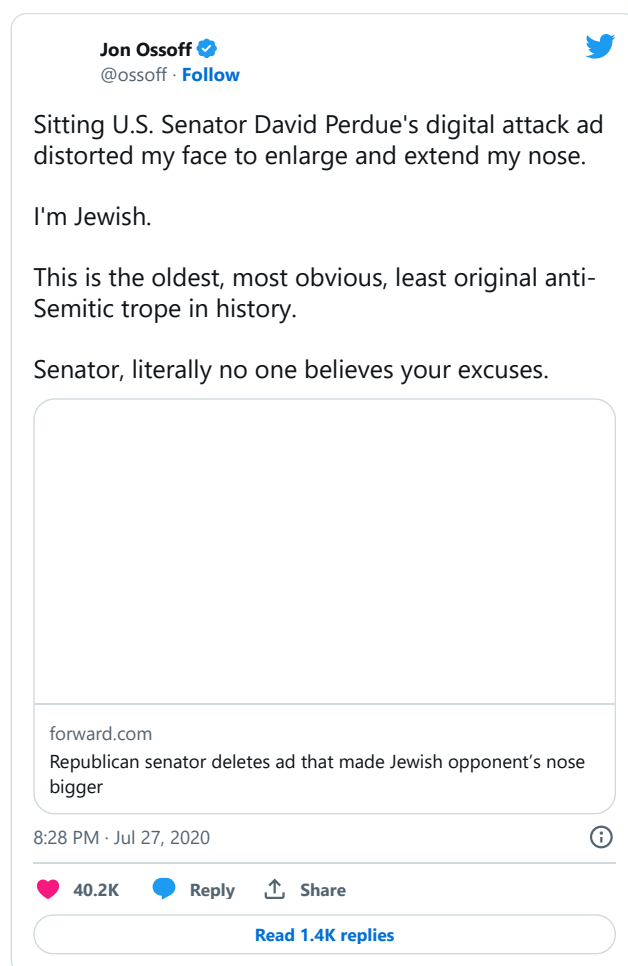 Jon Ossoff
@ossoff · Follow
Sitting U.S. Senator David Perdue's digital attack ad
distorted my face to enlarge and extend my nose.
I'm Jewish.
This is the oldest, most obvious, least original anti-
Semitic trope in history.
Senator, literally no one believes your excuses.
forward.com
Republican senator deletes ad that made Jewish opponent’s nose
bigger
8:28 PM · Jul 27, 2020
40.2K Reply Share
Read 1.4K replies